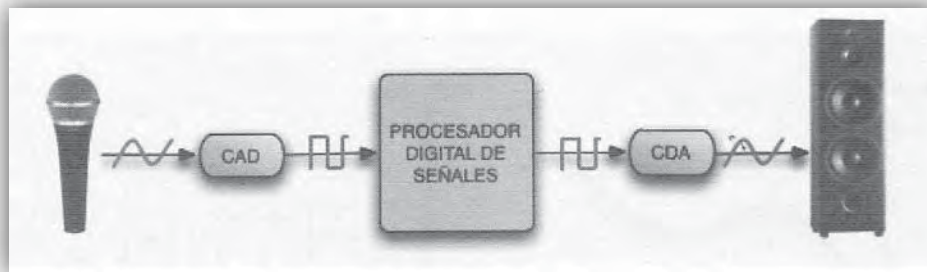 CAD
PROCESADOR
DIGITAL DE
SEÑALES
CDA